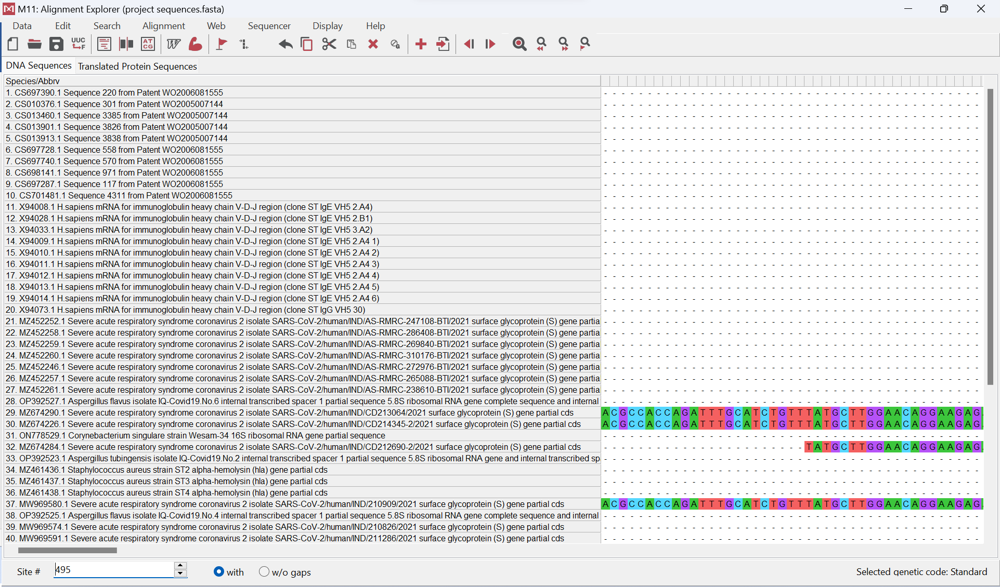 M11: Alignment Explorer (project sequences.fasta)
Data Edit Search Alignment Web Sequencer Display Help
UUC F AT CG W
DNA Sequences Translated Protein Sequences
Species/Abbrv
1. CS697390.1 Sequence 220 from Patent WO2006081555
2. CS010376.1 Sequence 301 from Patent WO2005007144
3. CS013460.1 Sequence 3385 from Patent WO2005007144
4. CS013901.1 Sequence 3826 from Patent WO2005007144
5. CS013913.1 Sequence 3838 from Patent WO2005007144
6. CS697728.1 Sequence 558 from Patent WO2006081555
7. CS697740.1 Sequence 570 from Patent WO2006081555
8. CS698141.1 Sequence 971 from Patent WO2006081555
9. CS697287.1 Sequence 117 from Patent WO2006081555
10. CS701481.1 Sequence 4311 from Patent WO2006081555
11. X94008.1 H.sapiens mRNA for immunoglobulin heavy chain V-D-J region (clone ST IgE VH5 2.A4)
12. X94028.1 H.sapiens mRNA for immunoglobulin heavy chain V-D-J region (clone ST IgE VH5 2.B1)
13. X94033.1 H.sapiens mRNA for immunoglobulin heavy chain V-D-J region (clone ST IgE VH5 3.A2)
14. X94009.1 H.sapiens mRNA for immunoglobulin heavy chain V-D-J region (clone ST IgE VH5 2.A4 1)
15. X94010.1 H.sapiens mRNA for immunoglobulin heavy chain V-D-J region (clone ST IgE VH5 2.A4 2)
16. X94011.1 H.sapiens mRNA for immunoglobulin heavy chain V-D-J region (clone ST IgE VH5 2.A4 3)
17. X94012.1 H.sapiens mRNA for immunoglobulin heavy chain V-D-J region (clone ST IgE VH5 2.A4 4)
18. X94013.1 H.sapiens mRNA for immunoglobulin heavy chain V-D-J region (clone ST IgE VH5 2.A4 5)
19. X94014.1 H.sapiens mRNA for immunoglobulin heavy chain V-D-J region (clone ST IgE VH5 2.A4 6)
20. X94073.1 H.sapiens mRNA for immunoglobulin heavy chain V-D-J region (clone ST IgG VH5 30)
21. MZ452252.1 Severe acute respiratory syndrome coronavirus 2 isolate SARS-CoV-2/human/IND/AS-RMRC-247108-BTI/2021 surface glycoprotein (S) gene partia
22. MZ452258.1 Severe acute respiratory syndrome coronavirus 2 isolate SARS-CoV-2/human/IND/AS-RMRC-286408-BTI/2021 surface glycoprotein (S) gene partia
23. MZ452259.1 Severe acute respiratory syndrome coronavirus 2 isolate SARS-CoV-2/human/IND/AS-RMRC-269840-BTI/2021 surface glycoprotein (S) gene partia
24. MZ452260.1 Severe acute respiratory syndrome coronavirus 2 isolate SARS-CoV-2/human/IND/AS-RMRC-310176-BTI/2021 surface glycoprotein (S) gene partia
25. MZ452246.1 Severe acute respiratory syndrome coronavirus 2 isolate SARS-CoV-2/human/IND/AS-RMRC-272976-BTI/2021 surface glycoprotein (S) gene partia
26. MZ452257.1 Severe acute respiratory syndrome coronavirus 2 isolate SARS-CoV-2/human/IND/AS-RMRC-265088-BTI/2021 surface glycoprotein (S) gene partia
27. MZ452261.1 Severe acute respiratory syndrome coronavirus 2 isolate SARS-CoV-2/human/IND/AS-RMRC-238610-BTI/2021 surface glycoprotein (S) gene partia
28. OP392527.1 Aspergillus flavus isolate IQ-Covid19.No.6 internal transcribed spacer 1 partial sequence 5.8S ribosomal RNA gene complete sequence and internal
29. MZ674290.1 Severe acute respiratory syndrome coronavirus 2 isolate SARS-CoV-2/human/IND/CD213064/2021 surface glycoprotein (S) gene partial cds A C G C C A C C A G A T T T G C A T C T G T T T A T G C T T G G A A C A G G A A G A G
30. MZ674226.1 Severe acute respiratory syndrome coronavirus 2 isolate SARS-CoV-2/human/IND/CD214345-2/2021 surface glycoprotein (S) gene partial cds A C G C C A C C A G A T T T G C A T C T G T T T A T G C T T G G A A C A G G A A G A G
31. ON778529.1 Corynebacterium singulare strain Wesam-34 16S ribosomal RNA gene partial sequence
32. MZ674284.1 Severe acute respiratory syndrome coronavirus 2 isolate SARS-CoV-2/human/IND/CD212690-2/2021 surface glycoprotein (S) gene partial cds T A T G C T T G G A A C A G G A A G A G
33. OP392523.1 Aspergillus tubingensis isolate IQ-Covid19.No.2 internal transcribed spacer 1 partial sequence 5.8S ribosomal RNA gene and internal transcribed sp
34. MZ461436.1 Staphylococcus aureus strain ST2 alpha-hemolysin (hla) gene partial cds
35. MZ461437.1 Staphylococcus aureus strain ST3 alpha-hemolysin (hla) gene partial cds
36. MZ461438.1 Staphylococcus aureus strain ST4 alpha-hemolysin (hla) gene partial cds
37. MW969580.1 Severe acute respiratory syndrome coronavirus 2 isolate SARS-CoV-2/human/IND/210909/2021 surface glycoprotein (S) gene partial cds A C G C C A C C A G A T T T G C A T C T G T T T A T G C T T G G A A C A G G A A G A G
38. OP392525.1 Aspergillus flavus isolate IQ-Covid19.No.4 internal transcribed spacer 1 partial sequence 5.8S ribosomal RNA gene complete sequence and internal
39. MW969574.1 Severe acute respiratory syndrome coronavirus 2 isolate SARS-CoV-2/human/IND/210826/2021 surface glycoprotein (S) gene partial cds
40. MW969591.1 Severe acute respiratory syndrome coronavirus 2 isolate SARS-CoV-2/human/IND/211286/2021 surface glycoprotein (S) gene partial cds
Site # 495 with w/o gaps Selected genetic code: Standard